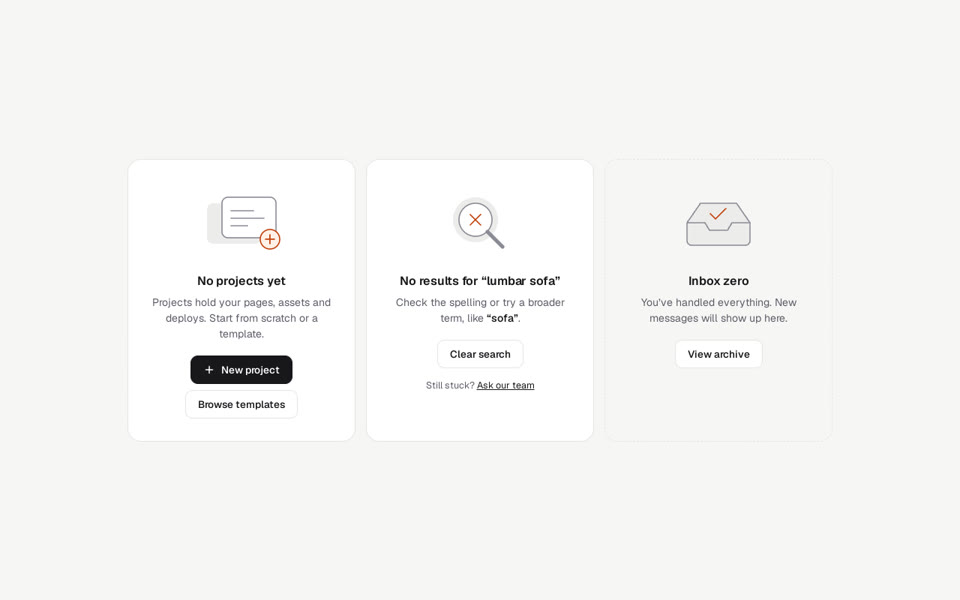 No projects yet
Projects hold your pages, assets and
deploys. Start from scratch or a
template.
New project
Browse templates
No results for “lumbar sofa”
Check the spelling or try a broader
term, like “sofa”.
Clear search
Still stuck? Ask our team
Inbox zero
You’ve handled everything. New
messages will show up here.
View archive